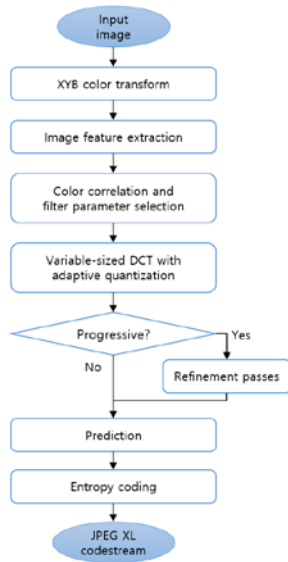 Input
image
XYB color transform
Image feature extraction
Color correlation and
filter parameter selection
Variable-sized DCT with
adaptive quantization
Progressive?
Yes
No
Refinement passes
Prediction
Entropy coding
JPEG XL
codestream